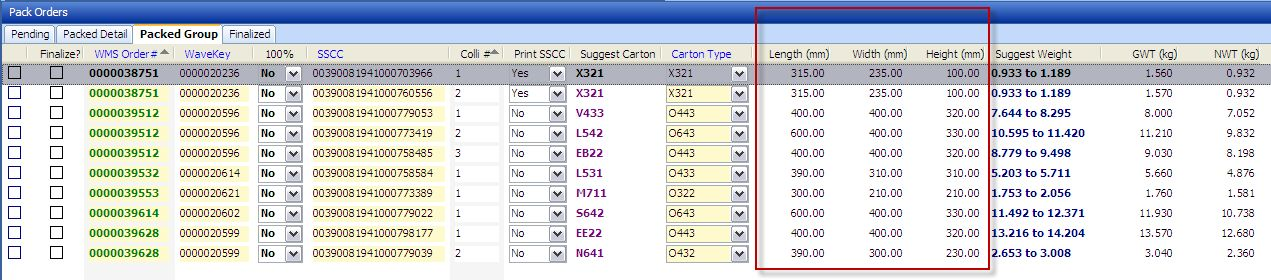 Pack Orders
Pending Packed Detail Packed Group Finalized
Finalize? WMS Order# WaveKey 100% SSCC Colli # Print SSCC Suggest Carton Carton Type Length (mm) Width (mm) Height (mm) Suggest Weight GWT (kg) NWT (kg)
0000038751 0000020236 No 00390081941000703966 1 Yes X321 X321 315.00 235.00 100.00 0.933 to 1.189 1.560 0.932
0000038751 0000020236 No 00390081941000760556 2 Yes X321 X321 315.00 235.00 100.00 0.933 to 1.189 1.570 0.932
0000039512 0000020596 No 00390081941000779053 1 No V433 O443 400.00 400.00 320.00 7.644 to 8.295 8.000 7.052
0000039512 0000020596 No 00390081941000773419 2 No L542 O643 600.00 400.00 330.00 10.595 to 11.420 11.210 9.832
0000039512 0000020596 No 00390081941000758485 3 No EB22 O443 400.00 400.00 320.00 8.779 to 9.498 9.030 8.198
0000039532 0000020614 No 00390081941000758584 1 No L531 O433 390.00 310.00 310.00 5.203 to 5.711 5.660 4.876
0000039553 0000020621 No 00390081941000773389 1 No M711 O322 300.00 210.00 210.00 1.753 to 2.056 1.760 1.581
0000039614 0000020602 No 00390081941000779022 1 No S642 O643 600.00 400.00 330.00 11.492 to 12.371 11.930 10.738
0000039628 0000020599 No 00390081941000798177 1 No EE22 O443 400.00 400.00 320.00 13.216 to 14.204 13.570 12.680
0000039628 0000020599 No 00390081941000779039 2 No N641 O432 390.00 300.00 230.00 2.653 to 3.008 3.040 2.360